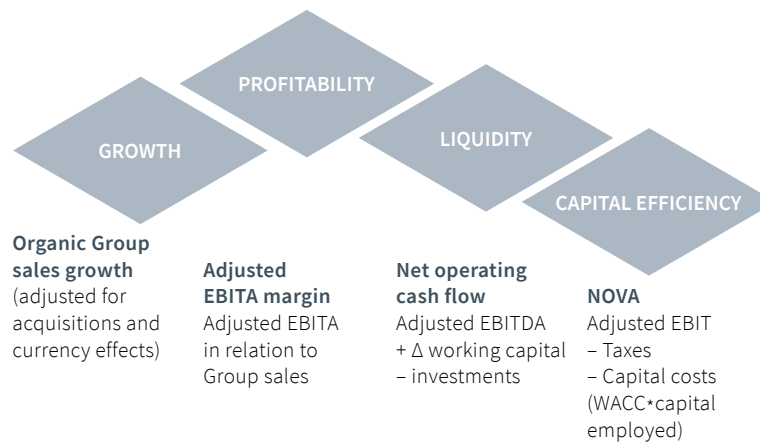 PROFITABILITY
GROWTH
LIQUIDITY
CAPITAL EFFICIENCY
Organic Group
sales growth
(adjusted for
acquisitions and
currency effects)
Adjusted
EBITA margin
Adjusted EBITA
in relation to
Group sales
Net operating
cash flow
Adjusted EBITDA
+ Δ working capital
– investments
NOVA
Adjusted EBIT
– Taxes
– Capital costs
(WACC*capital
employed)